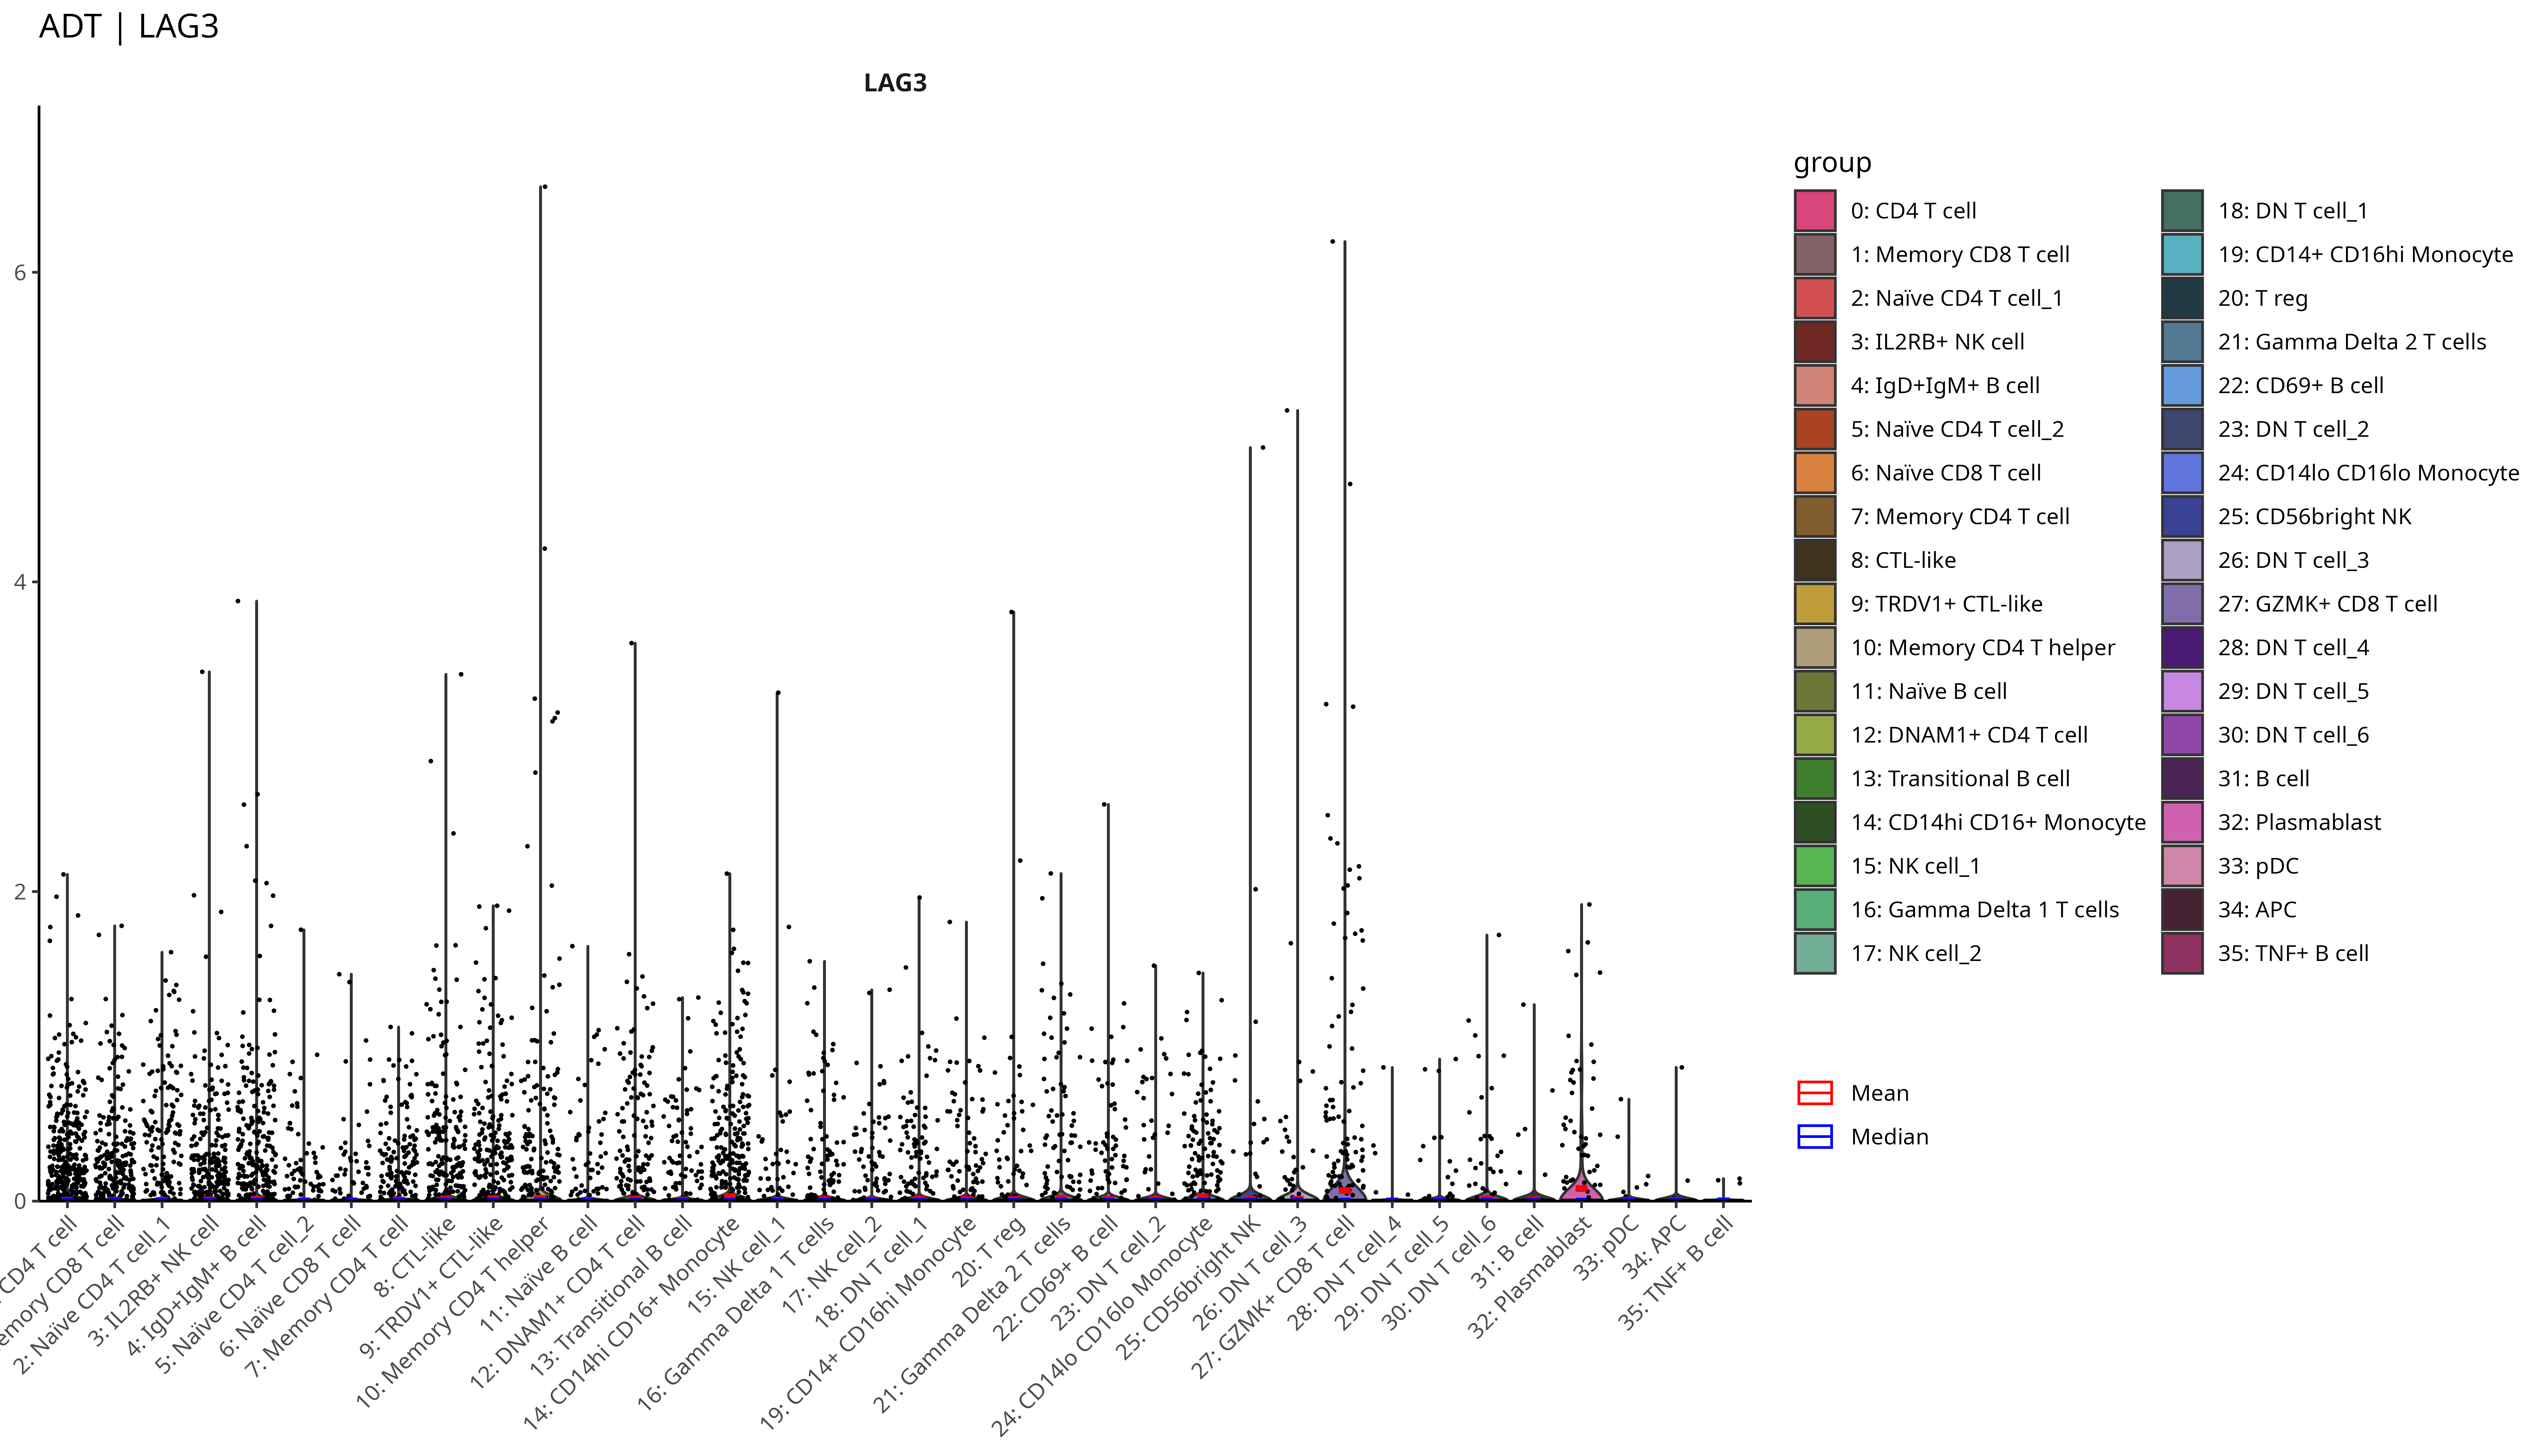 ADT | LAG3
LAG3
6
4
2
0
CD4 T cell
emory CD8 T cell
2: Naïve CD4 T cell_1
3: IL2RB+ NK cell
4: IgD+IgM+ B cell
5: Naïve CD4 T cell_2
6: Naïve CD8 T cell
7: Memory CD4 T cell
8: CTL-like
9: TRDV1+ CTL-like
10: Memory CD4 T helper
11: Naïve B cell
12: DNAM1+ CD4 T cell
13: Transitional B cell
14: CD14hi CD16+ Monocyte
15: NK cell_1
16: Gamma Delta 1 T cells
17: NK cell_2
18: DN T cell_1
19: CD14+ CD16hi Monocyte
20: T reg
21: Gamma Delta 2 T cells
22: CD69+ B cell
23: DN T cell_2
24: CD14lo CD16lo Monocyte
25: CD56bright NK
26: DN T cell_3
27: GZMK+ CD8 T cell
28: DN T cell_4
29: DN T cell_5
30: DN T cell_6
31: B cell
32: Plasmablast
33: pDC
34: APC
35: TNF+ B cell
group
0: CD4 T cell
1: Memory CD8 T cell
2: Naïve CD4 T cell_1
3: IL2RB+ NK cell
4: IgD+IgM+ B cell
5: Naïve CD4 T cell_2
6: Naïve CD8 T cell
7: Memory CD4 T cell
8: CTL-like
9: TRDV1+ CTL-like
10: Memory CD4 T helper
11: Naïve B cell
12: DNAM1+ CD4 T cell
13: Transitional B cell
14: CD14hi CD16+ Monocyte
15: NK cell_1
16: Gamma Delta 1 T cells
17: NK cell_2
18: DN T cell_1
19: CD14+ CD16hi Monocyte
20: T reg
21: Gamma Delta 2 T cells
22: CD69+ B cell
23: DN T cell_2
24: CD14lo CD16lo Monocyte
25: CD56bright NK
26: DN T cell_3
27: GZMK+ CD8 T cell
28: DN T cell_4
29: DN T cell_5
30: DN T cell_6
31: B cell
32: Plasmablast
33: pDC
34: APC
35: TNF+ B cell
Mean
Median